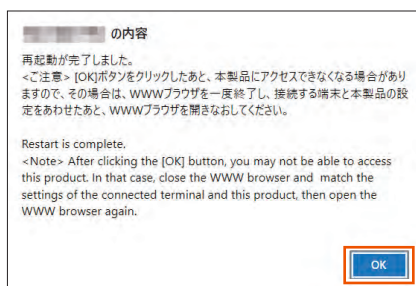 の内容
再起動が完了しました。
<ご注意> [OK]ボタンをクリックしたあと、本製品にアクセスできなくなる場合があり
ますので、その場合は、WWWブラウザを一度終了し、接続する端末と本製品の設
定をあわせたあと、WWWブラウザを開きなおしてください。
Restart is complete.
<Note> After clicking the [OK] button, you may not be able to access
this product. In that case, close the WWW browser and  match the
settings of the connected terminal and this product, then open the
WWW browser again.
OK